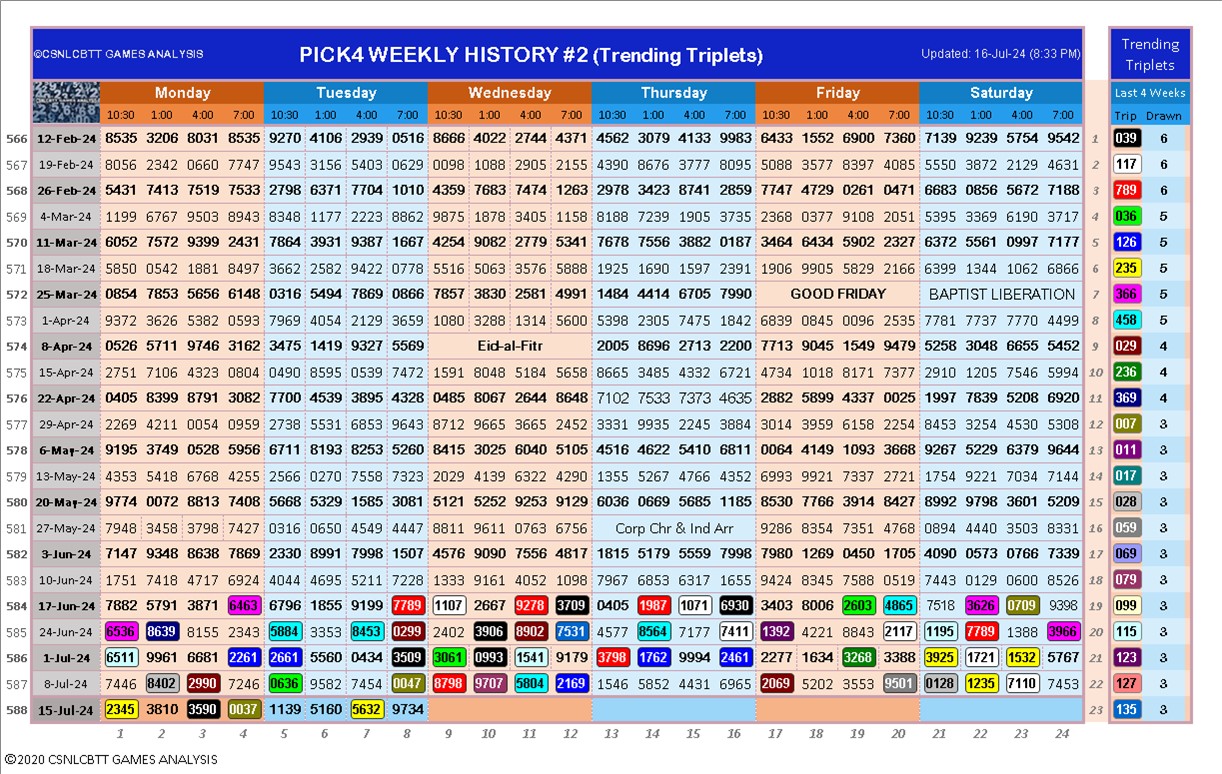 ©CSNLCBTT GAMES ANALYSIS PICK4 WEEKLY HISTORY #2 (Trending Triplets) Updated: 16-Jul-24 (8:33 PM) Trending
Triplets
Monday Tuesday Wednesday Thursday Friday Saturday Last 4 Weeks
10:30 1:00 4:00 7:00 10:30 1:00 4:00 7:00 10:30 1:00 4:00 7:00 10:30 1:00 4:00 7:00 10:30 1:00 4:00 7:00 10:30 1:00 4:00 7:00 Trip Drawn
566 12-Feb-24 8535 3206 8031 8535 9270 4106 2939 0516 8666 4022 2744 4371 4562 3079 4133 9983 6433 1552 6900 7360 7139 9239 5754 9542 1 039 6
567 19-Feb-24 8056 2342 0660 7747 9543 3156 5403 0629 0098 1088 2905 2155 4390 8676 3777 8095 5088 3577 8397 4085 5550 3872 2129 4631 2 117 6
568 26-Feb-24 5431 7413 7519 7533 2798 6371 7704 1010 4359 7683 7474 1263 2978 3423 8741 2859 7747 4729 0261 0471 6683 0856 5672 7188 3 789 6
569 4-Mar-24 1199 6767 9503 8943 8348 1177 2223 8862 9875 1878 3405 1158 8188 7239 1905 3735 2368 0377 9108 2051 5395 3369 6190 3717 4 036 5
570 11-Mar-24 6052 7572 9399 2431 7864 3931 9387 1667 4254 9082 2779 5341 7678 7556 3882 0187 3464 6434 5902 2327 6372 5561 0997 7177 5 126 5
571 18-Mar-24 5850 0542 1881 8497 3662 2582 9422 0778 5516 5063 3576 5888 1925 1690 1597 2391 1906 9905 5829 2166 6399 1344 1062 6866 6 235 5
572 25-Mar-24 0854 7853 5656 6148 0316 5494 7869 0866 9857 3830 2581 4991 1484 4414 6705 7990 GOOD FRIDAY BAPTIST LIBERATION 7 366 5
573 1-Apr-24 9372 3626 5382 0593 7969 4054 2129 3659 1080 3288 1314 5600 5398 2305 7475 1842 6839 0845 0096 2535 7781 7737 7770 4499 8 458 5
574 8-Apr-24 0526 5711 9746 3162 3475 1419 9327 5569 Eid-al-Fitr 2005 8696 2713 2200 7713 9045 1549 9479 5258 3048 6655 5452 9 029 4
575 15-Apr-24 2751 7106 4323 0804 0490 8595 0539 7472 1591 8048 5184 5658 8665 3485 4332 6721 4734 1018 8171 7377 2910 1205 7546 5994 10 236 4
576 22-Apr-24 0405 8399 8791 3082 7700 4539 3895 4328 0485 8067 2644 8648 7102 7533 7373 4635 2882 5899 4337 0025 1997 7839 5208 6920 11 369 4
577 29-Apr-24 2269 4211 0054 0959 2738 5531 6853 9643 8712 9665 3665 2452 3331 9935 2245 3884 3014 3959 6158 2254 8453 3254 4530 5308 12 007 3
578 6-May-24 9195 3749 0528 5956 6711 8193 8253 5260 8415 3025 6040 5105 4516 4622 5410 6811 0064 4149 1093 3668 9267 5229 6379 9644 13 011 3
579 13-May-24 4353 5418 6768 4255 2566 0270 7558 7323 2029 4139 6322 4290 1355 5267 4766 4352 6993 9921 7337 2721 1754 9221 7034 7144 14 017 3
580 20-May-24 9774 0072 8813 7408 5668 5329 1585 3081 5121 5252 9253 9129 6036 0669 5685 1185 8530 7766 3914 8427 8992 9798 3601 5209 15 028 3
581 27-May-24 7948 3458 3798 7427 0316 0650 4549 4447 8811 9611 0763 6756 Corp Chr & Ind Arr 9286 8354 7351 4768 0894 4440 3503 8331 16 059 3
582 3-Jun-24 7147 9348 8638 7869 2330 8991 7998 1507 4576 9090 7556 4817 1815 5179 5559 7998 7980 1269 0450 1705 4090 0573 0766 7339 17 069 3
583 10-Jun-24 1751 7418 4717 6924 4044 4695 5211 7228 1333 9161 4052 1098 7967 6853 6317 1655 9424 8345 7588 0519 7443 0129 0600 8526 18 079 3
584 17-Jun-24 7882 5791 3871 6463 6796 1855 9199 7789 1107 2667 9278 3709 0405 1987 1071 6930 3403 8006 2603 4865 7518 3626 0709 9398 19 099 3
585 24-Jun-24 6536 8639 8155 2343 5884 3353 8453 0299 2402 3906 8902 7531 4577 8564 7177 7411 1392 4221 8843 2117 1195 7789 1388 3966 20 115 3
586 1-Jul-24 6511 9961 6681 2261 2661 5560 0434 3509 3061 0993 1541 9179 3798 1762 9994 2461 2277 1634 3268 3388 3925 1721 1532 5767 21 123 3
587 8-Jul-24 7446 8402 2990 7246 0636 9582 7454 0047 8798 9707 5804 2169 1546 5852 4431 6965 2069 5202 3553 9501 0128 1235 7110 7453 22 127 3
588 15-Jul-24 2345 3810 3590 0037 1139 5160 5632 9734 23 135 3
1 2 3 4 5 6 7 8 9 10 11 12 13 14 15 16 17 18 19 20 21 22 23 24
©2020 CSNLCBTT GAMES ANALYSIS